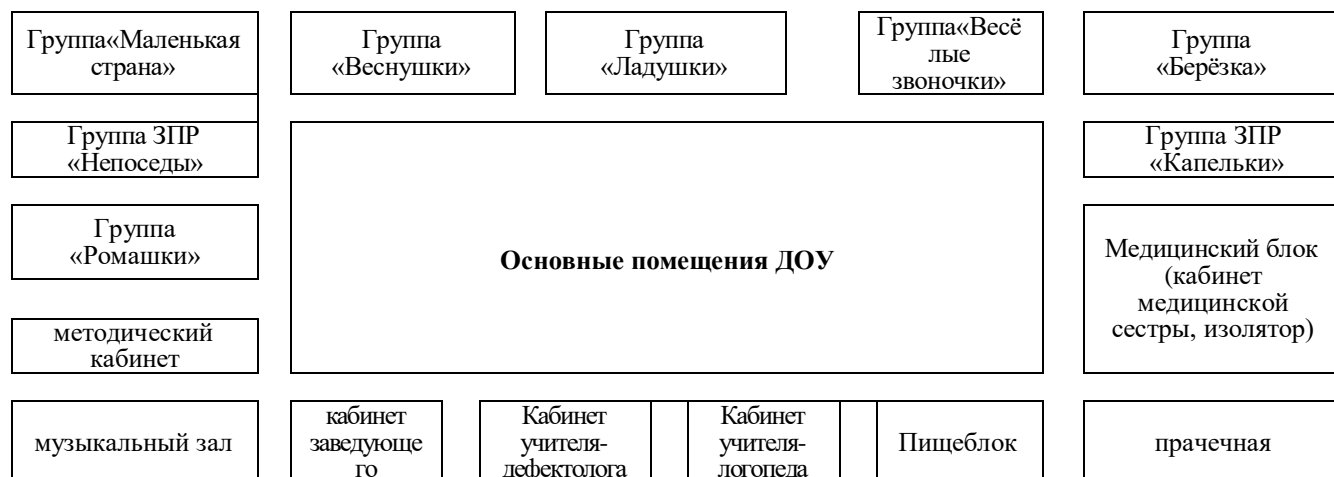 Группа«Маленькая
страна»
Группа
«Веснушки»
Группа
«Ладушки»
Группа«Весё
лые
звоночки»
Группа
«Берёзка»
Группа ЗПР
«Непоседы»
Группа ЗПР
«Капельки»
Группа
«Ромашки»
Основные помещения ДОУ
Медицинский блок
(кабинет
медицинской
сестры, изолятор)
методический
кабинет
музыкальный зал
кабинет
заведующе
го
Кабинет
учителя-
дефектолога
Кабинет
учителя-
логопеда
Пищеблок
прачечная